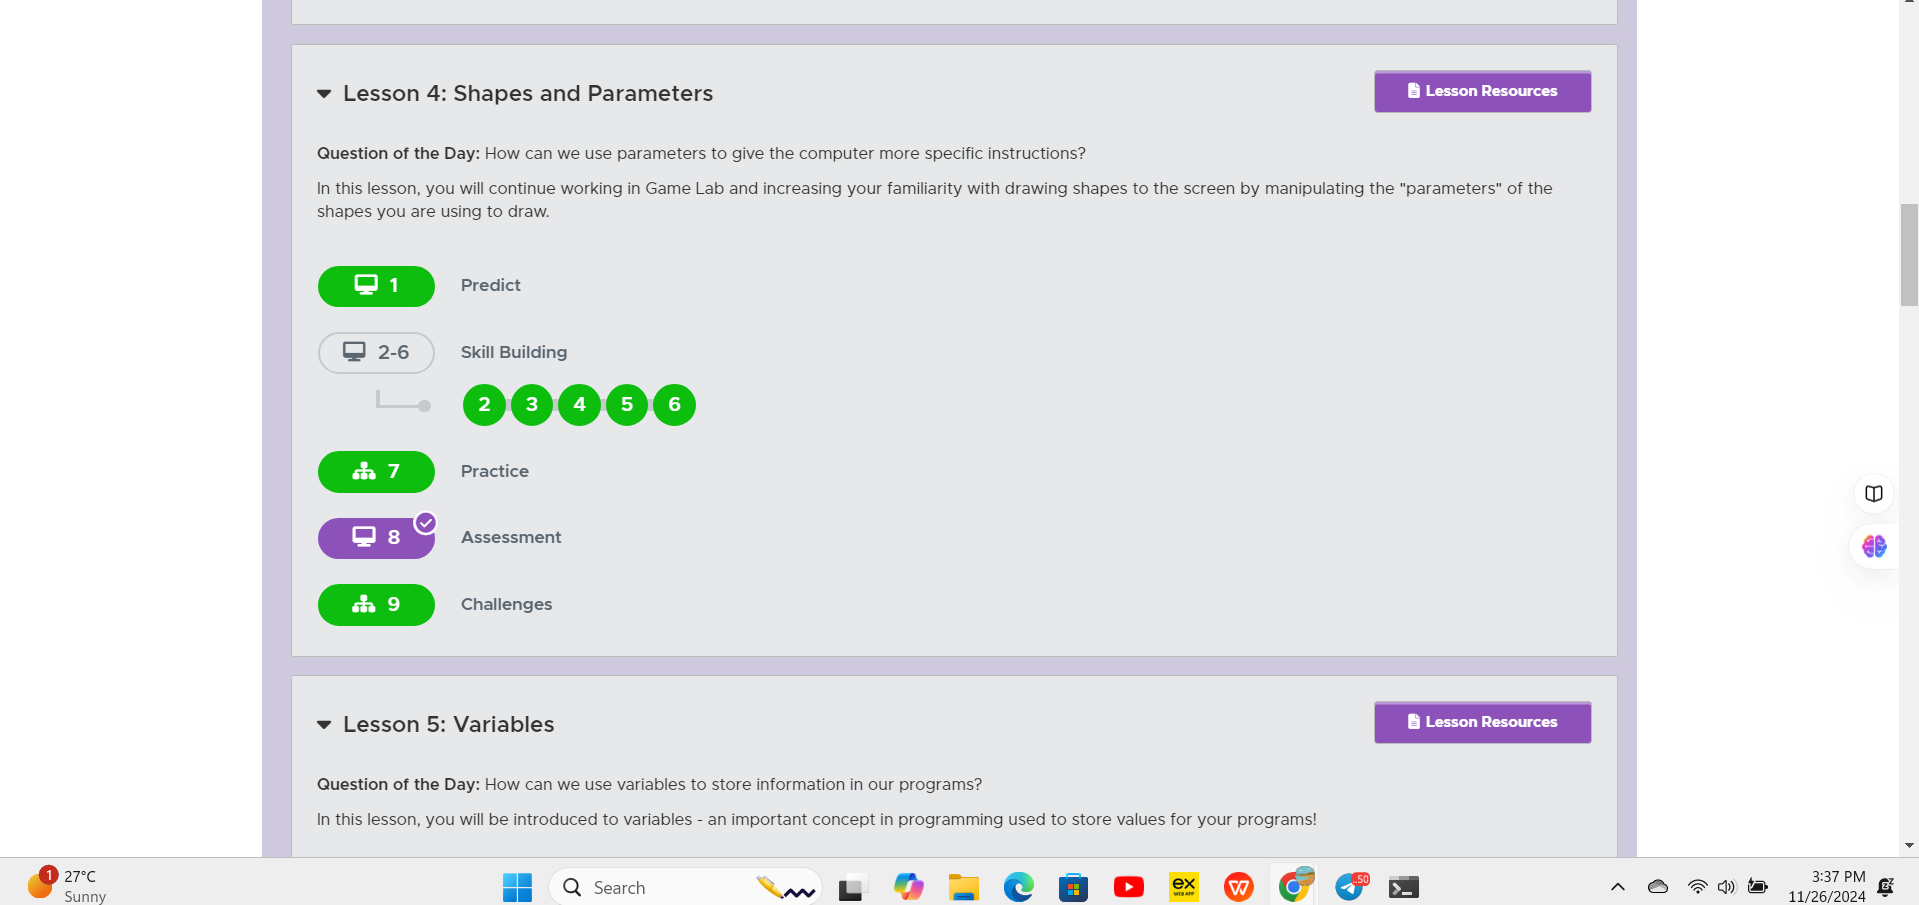 Lesson 4: Shapes and Parameters
Lesson Resources
Question of the Day: How can we use parameters to give the computer more specific instructions?
In this lesson, you will continue working in Game Lab and increasing your familiarity with drawing shapes to the screen by manipulating the "parameters" of the
shapes you are using to draw.
1 Predict
2-6 Skill Building
2 3 4 5 6
7 Practice
8 Assessment
9 Challenges
Lesson 5: Variables
Lesson Resources
Question of the Day: How can we use variables to store information in our programs?
In this lesson, you will be introduced to variables - an important concept in programming used to store values for your programs!
1
27°C
Sunny
Search
ex
WEB APP
W
50
3:37 PM
11/26/2024